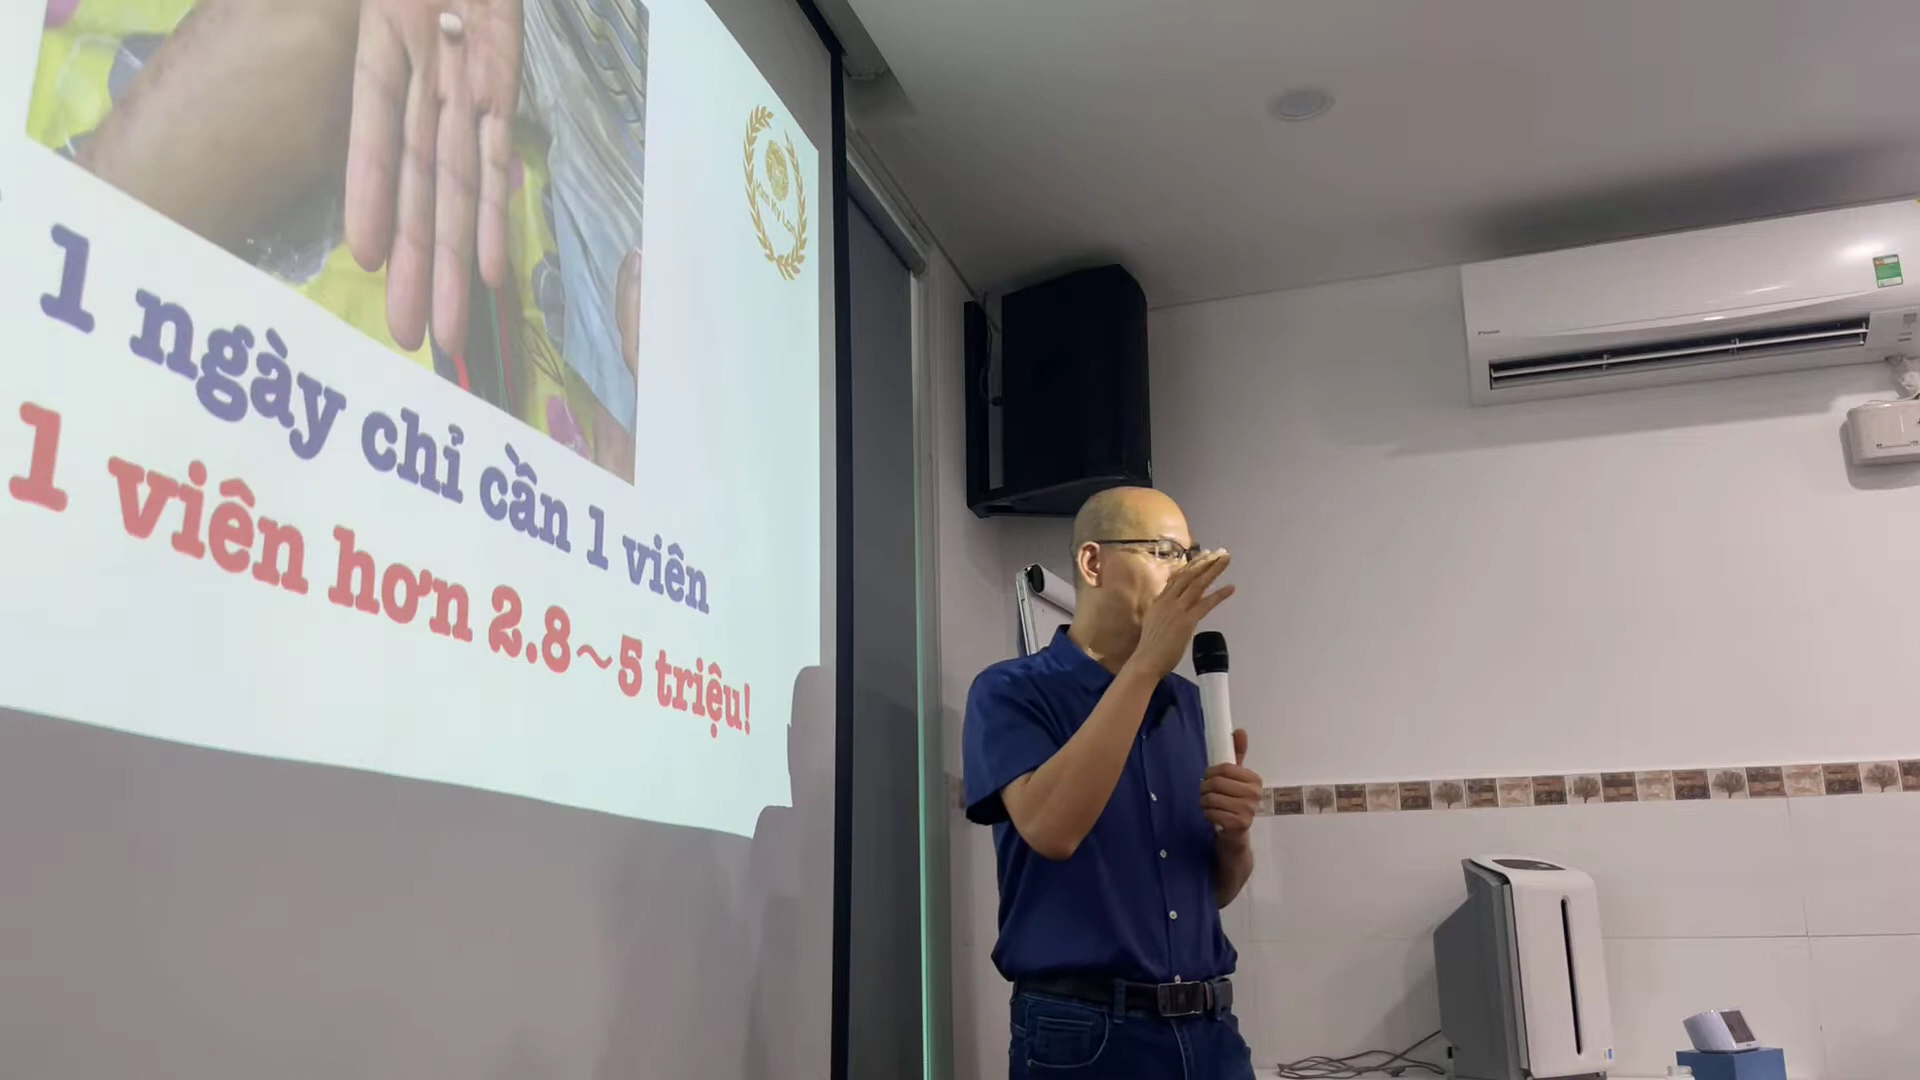 1 ngày chỉ cần 1 viên
1 viên hơn 2.8~5 triệu!